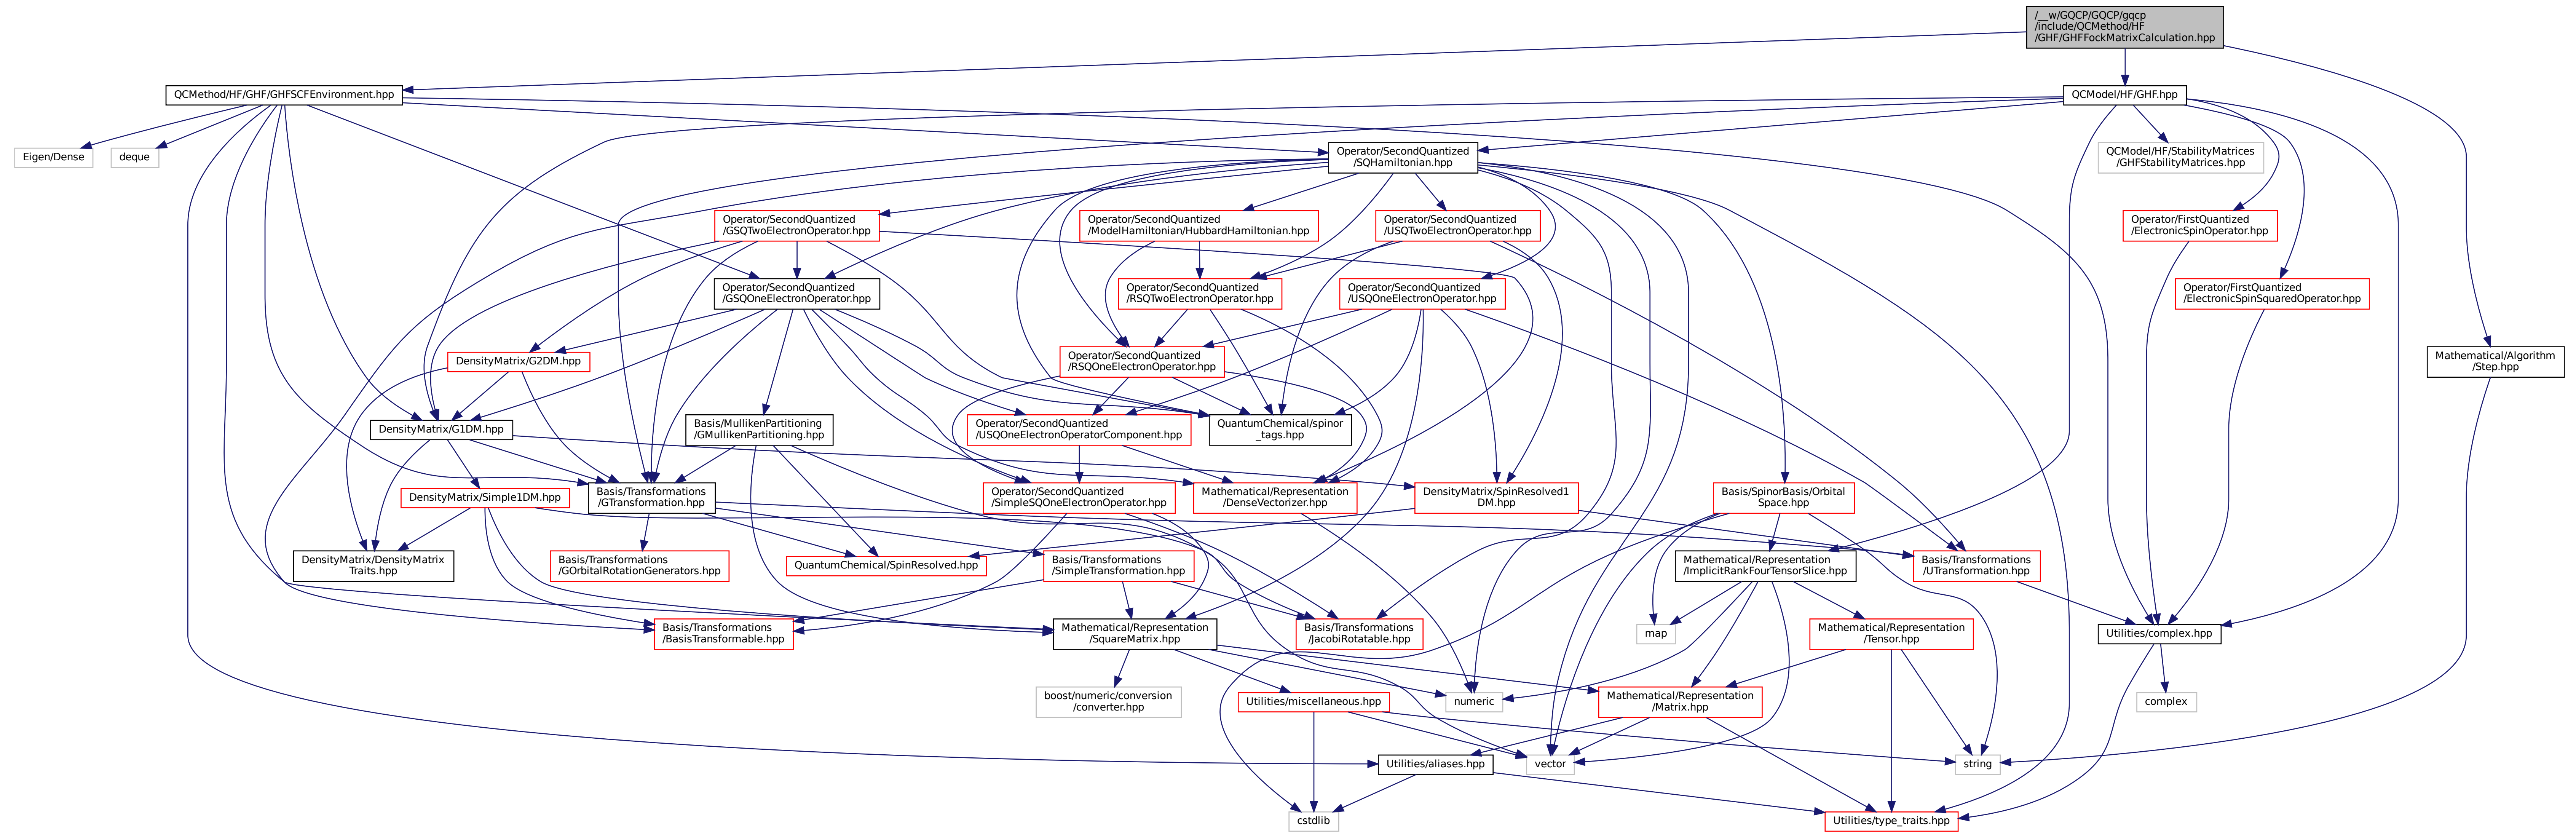 /__w/GQCP/GQCP/gqcp
/include/QCMethod/HF
/GHF/GHFFockMatrixCalculation.hpp
QCMethod/HF/GHF/GHFSCFEnvironment.hpp
QCModel/HF/GHF.hpp
Eigen/Dense
deque
Operator/SecondQuantized
/SQHamiltonian.hpp
QCModel/HF/StabilityMatrices
/GHFStabilityMatrices.hpp
Operator/SecondQuantized
/GSQTwoElectronOperator.hpp
Operator/SecondQuantized
/ModelHamiltonian/HubbardHamiltonian.hpp
Operator/SecondQuantized
/USQTwoElectronOperator.hpp
Operator/FirstQuantized
/ElectronicSpinOperator.hpp
Operator/SecondQuantized
/GSQOneElectronOperator.hpp
Operator/SecondQuantized
/RSQTwoElectronOperator.hpp
Operator/SecondQuantized
/USQOneElectronOperator.hpp
Operator/FirstQuantized
/ElectronicSpinSquaredOperator.hpp
DensityMatrix/G2DM.hpp
Operator/SecondQuantized
/RSQOneElectronOperator.hpp
Mathematical/Algorithm
/Step.hpp
DensityMatrix/G1DM.hpp
Basis/MullikenPartitioning
/GMullikenPartitioning.hpp
Operator/SecondQuantized
/USQOneElectronOperatorComponent.hpp
QuantumChemical/spinor
_tags.hpp
DensityMatrix/Simple1DM.hpp
Basis/Transformations
/GTransformation.hpp
Operator/SecondQuantized
/SimpleSQOneElectronOperator.hpp
Mathematical/Representation
/DenseVectorizer.hpp
DensityMatrix/SpinResolved1
DM.hpp
Basis/SpinorBasis/Orbital
Space.hpp
DensityMatrix/DensityMatrix
Traits.hpp
Basis/Transformations
/GOrbitalRotationGenerators.hpp
QuantumChemical/SpinResolved.hpp
Basis/Transformations
/SimpleTransformation.hpp
Mathematical/Representation
/ImplicitRankFourTensorSlice.hpp
Basis/Transformations
/UTransformation.hpp
Basis/Transformations
/BasisTransformable.hpp
Mathematical/Representation
/SquareMatrix.hpp
Basis/Transformations
/JacobiRotatable.hpp
map
Mathematical/Representation
/Tensor.hpp
Utilities/complex.hpp
boost/numeric/conversion
/converter.hpp
Utilities/miscellaneous.hpp
numeric
Mathematical/Representation
/Matrix.hpp
complex
Utilities/aliases.hpp
vector
string
cstdlib
Utilities/type_traits.hpp